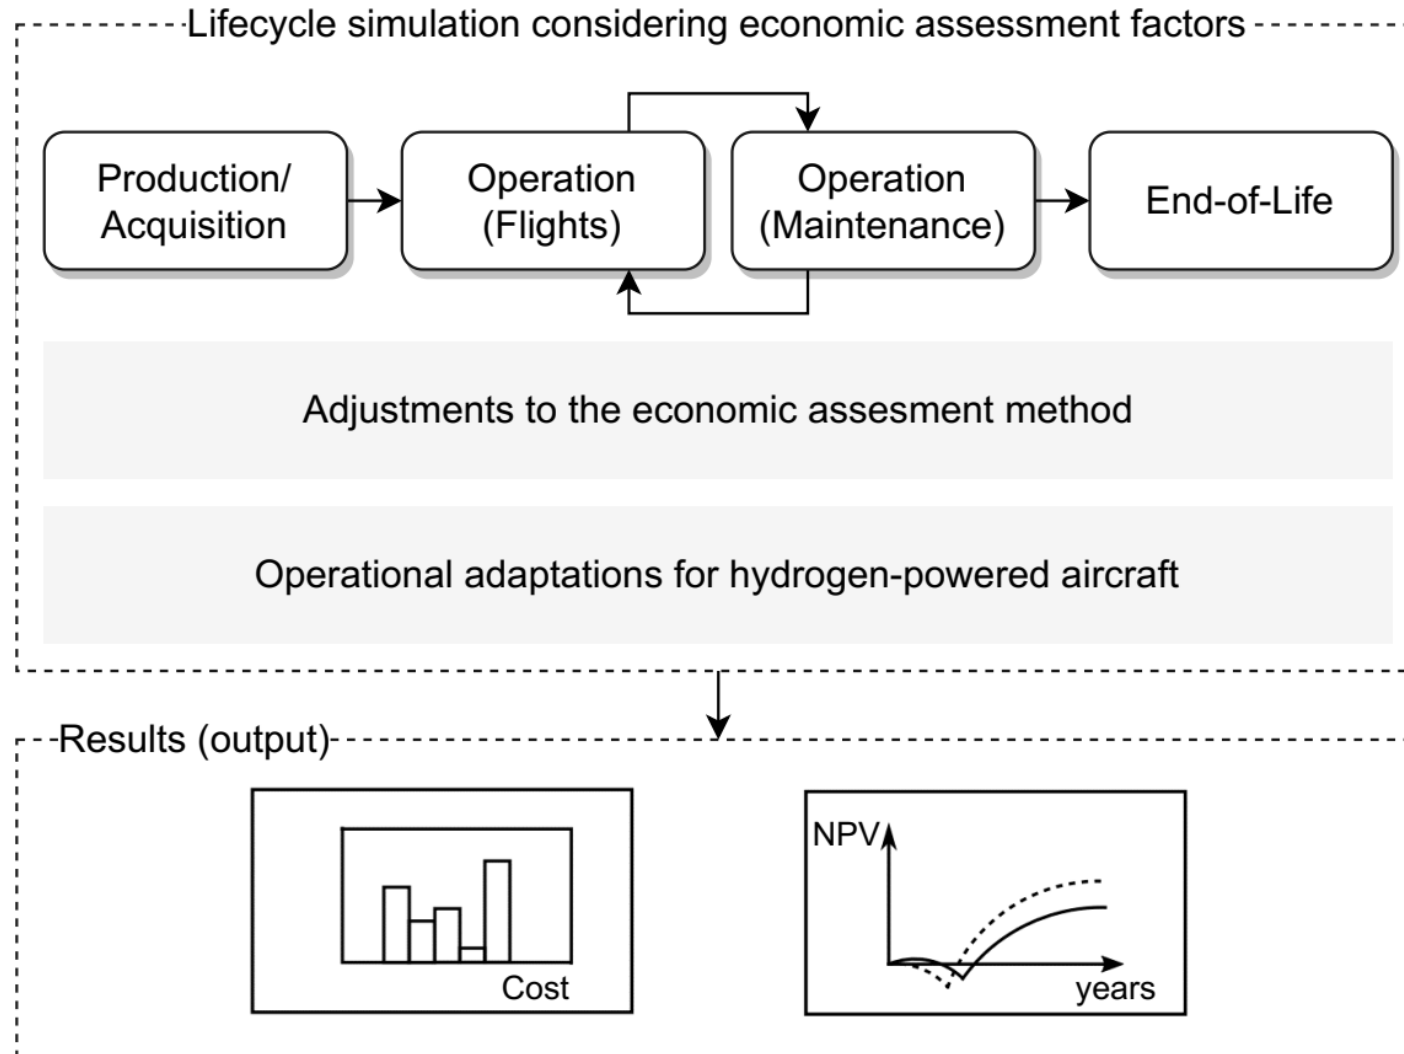 Lifecycle simulation considering economic assessment factors
Production/
Acquisition
Operation
(Flights)
Operation
(Maintenance)
End-of-Life
Adjustments to the economic assesment method
Operational adaptations for hydrogen-powered aircraft
Results (output)
Cost
NPV
years